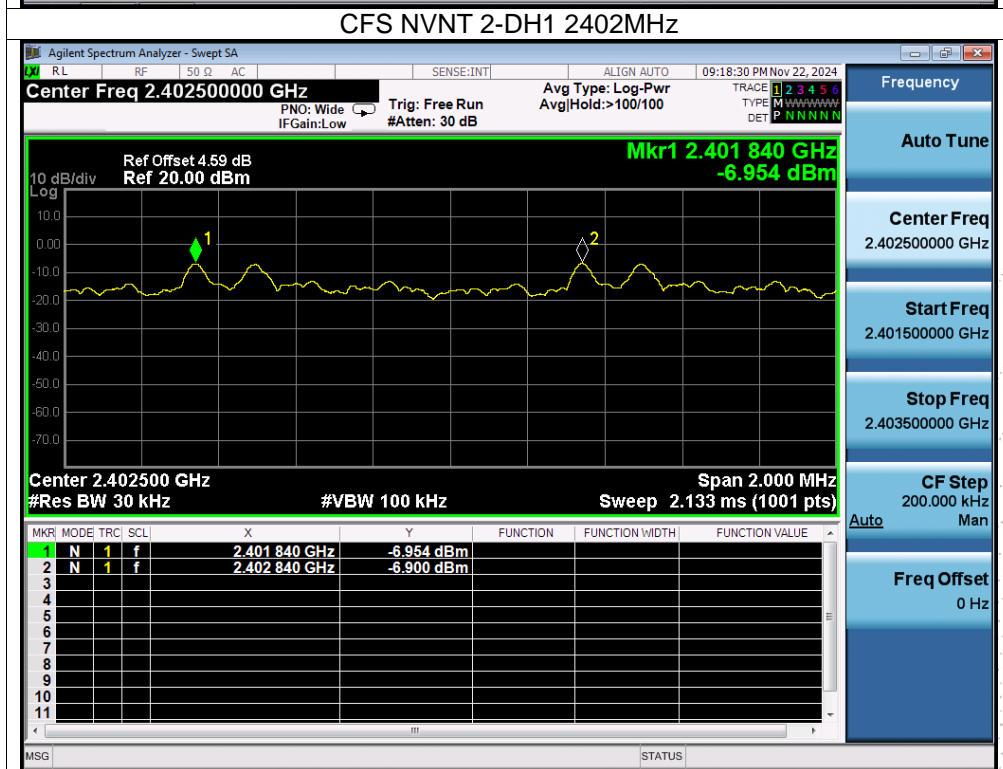 CFS NVNT 2-DH1 2402MHz
Agilent Spectrum Analyzer - Swept SA
LXI RL RF 50 Ω AC SENSE:INT ALIGN AUTO 09:18:30 PM Nov 22, 2024
Center Freq 2.402500000 GHz
PNO: Wide
IFGain:Low
Trig: Free Run
#Atten: 30 dB
Avg Type: Log-Pwr
Avg|Hold:>100/100
TRACE 1 2 3 4 5 6
TYPE M WWWWW
DET P N N N N N
Mkr1 2.401 840 GHz
-6.954 dBm
Ref Offset 4.59 dB
10 dB/div Ref 20.00 dBm
Log
10.0
0.00
-10.0
-20.0
-30.0
-40.0
-50.0
-60.0
-70.0
1
2
Center 2.402500 GHz Span 2.000 MHz
#Res BW 30 kHz #VBW 100 kHz Sweep 2.133 ms (1001 pts)
MKR MODE TRC SCL X Y FUNCTION FUNCTION WIDTH FUNCTION VALUE
1 N 1 f 2.401 840 GHz -6.954 dBm
2 N 1 f 2.402 840 GHz -6.900 dBm
3
4
5
6
7
8
9
10
11
MSG STATUS
Frequency
Auto Tune
Center Freq
2.402500000 GHz
Start Freq
2.401500000 GHz
Stop Freq
2.403500000 GHz
CF Step
200.000 kHz
Auto Man
Freq Offset
0 Hz